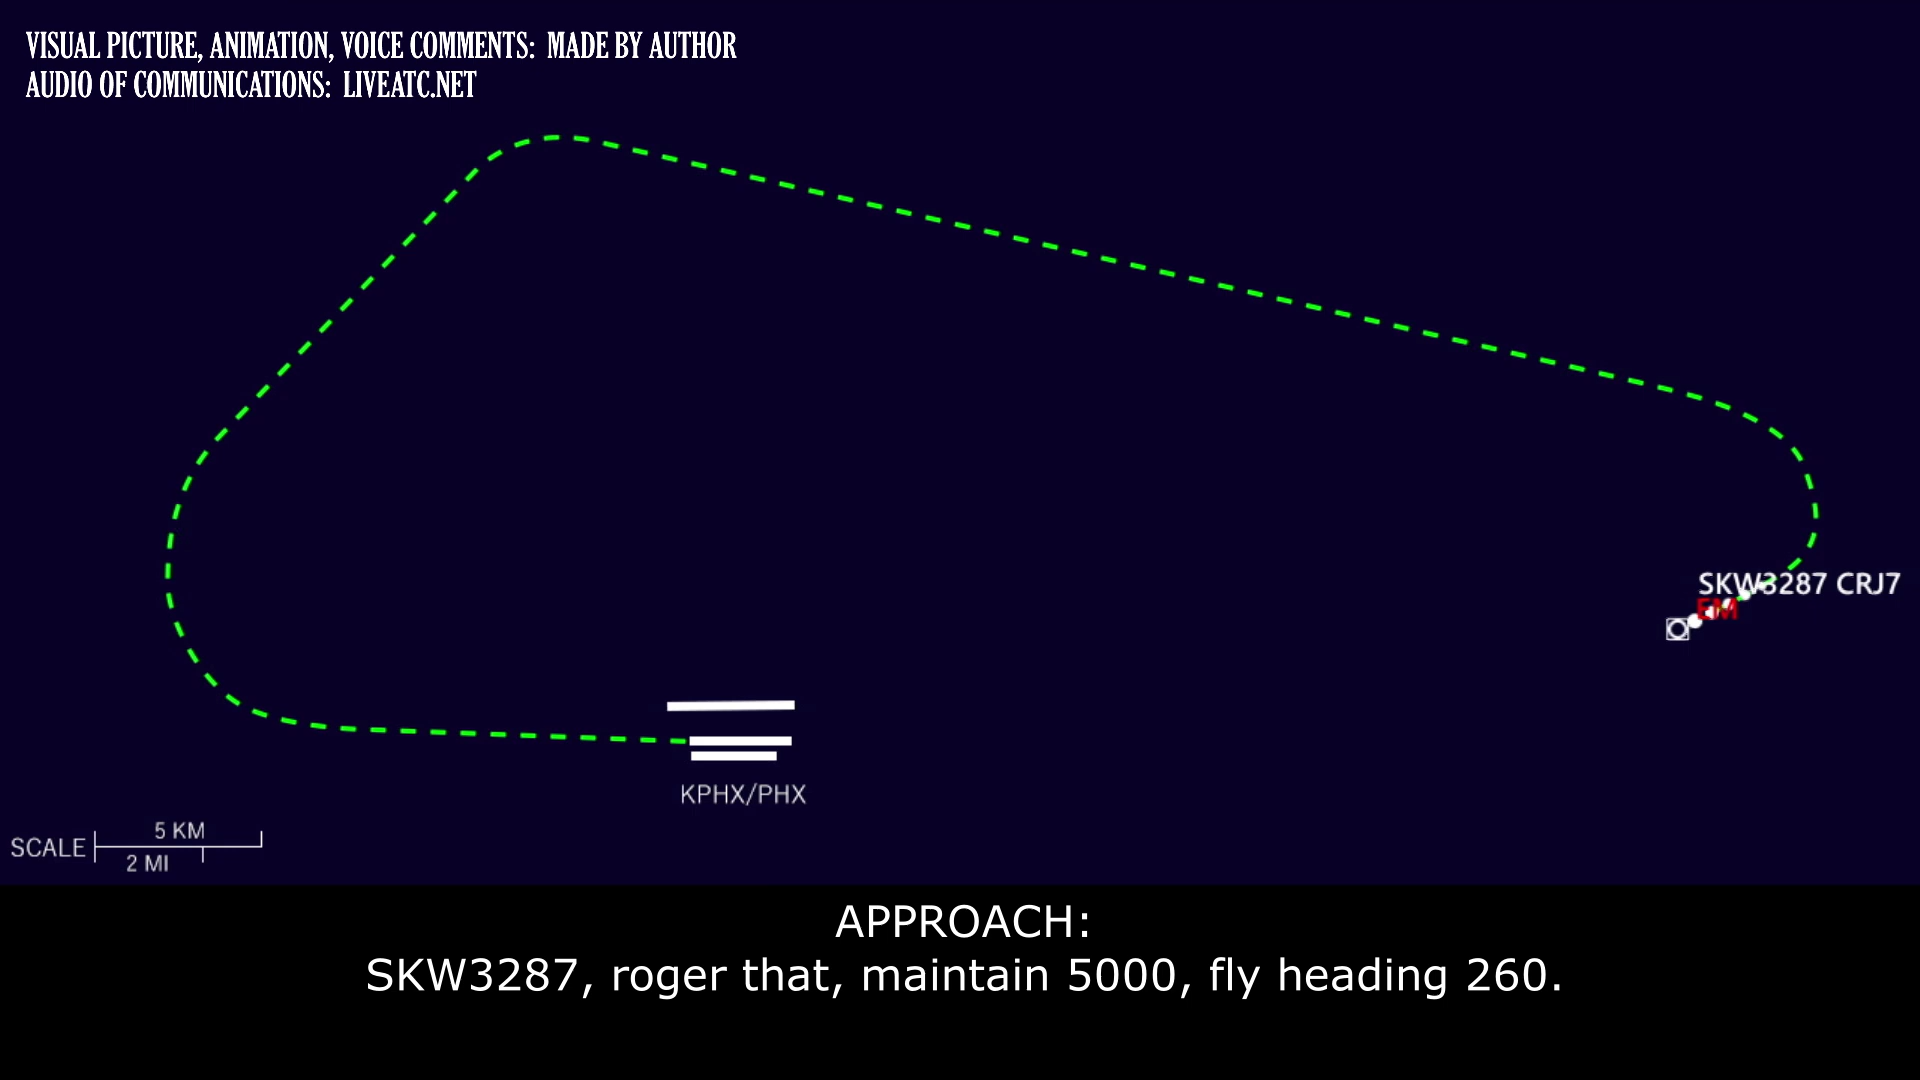 VISUAL PICTURE, ANIMATION, VOICE COMMENTS: MADE BY AUTHOR
AUDIO OF COMMUNICATIONS: LIVEATC.NET
SKW3287 CRJ7
EM
KPHX/PHX
5 KM
SCALE
2 MI
APPROACH:
SKW3287, roger that, maintain 5000, fly heading 260.